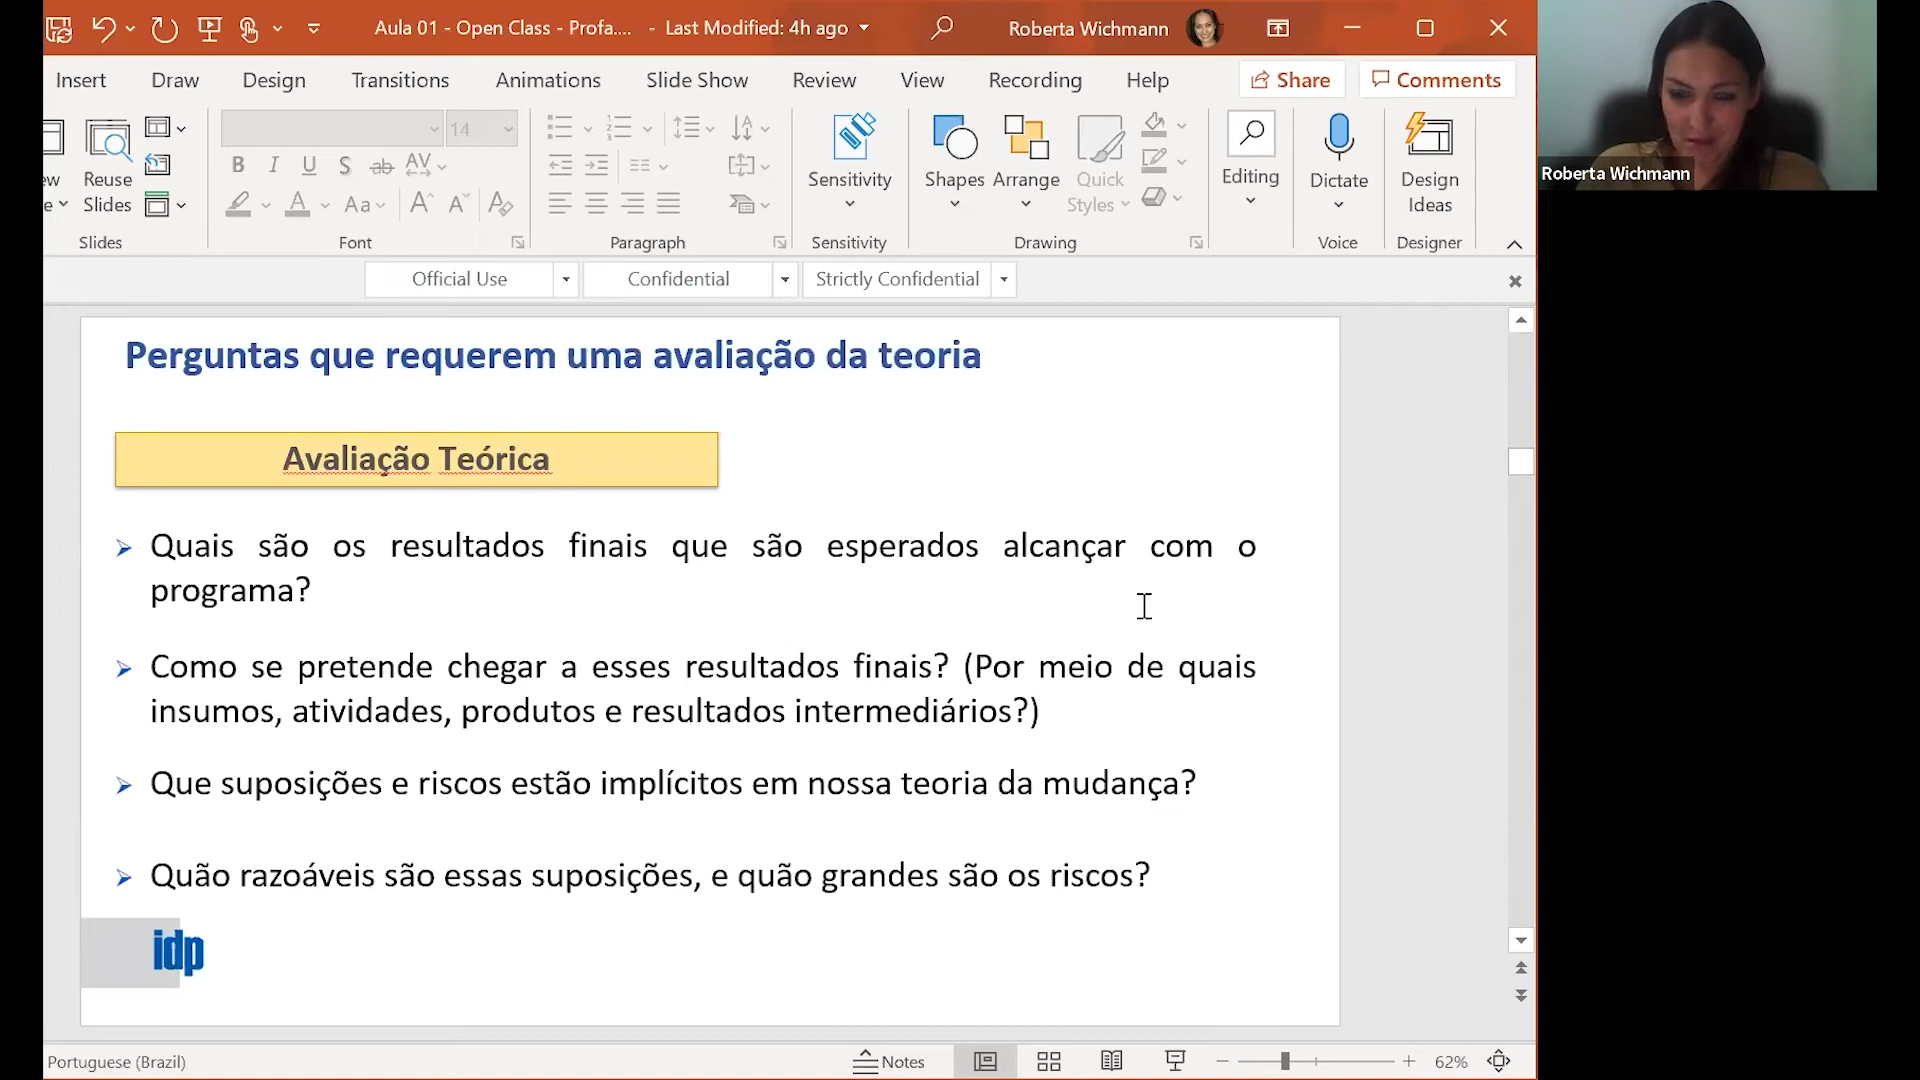 Aula 01 - Open Class - Profa.... - Last Modified: 4h ago
Roberta Wichmann
Insert Draw Design Transitions Animations Slide Show Review View Recording Help Share Comments
14
Reuse
Slides
B I U S ab AV
Aa A A A
Sensitivity
Shapes
Arrange
Quick
Styles
Editing
Dictate
Design
Ideas
Slides
Font
Paragraph
Sensitivity
Drawing
Voice
Designer
Official Use Confidential Strictly Confidential
Perguntas que requerem uma avaliação da teoria
Avaliação Teórica
➢ Quais são os resultados finais que são esperados alcançar com o
programa?
➢ Como se pretende chegar a esses resultados finais? (Por meio de quais
insumos, atividades, produtos e resultados intermediários?)
➢ Que suposições e riscos estão implícitos em nossa teoria da mudança?
➢ Quão razoáveis são essas suposições, e quão grandes são os riscos?
idp
Portuguese (Brazil)
Notes
62%
Roberta Wichmann